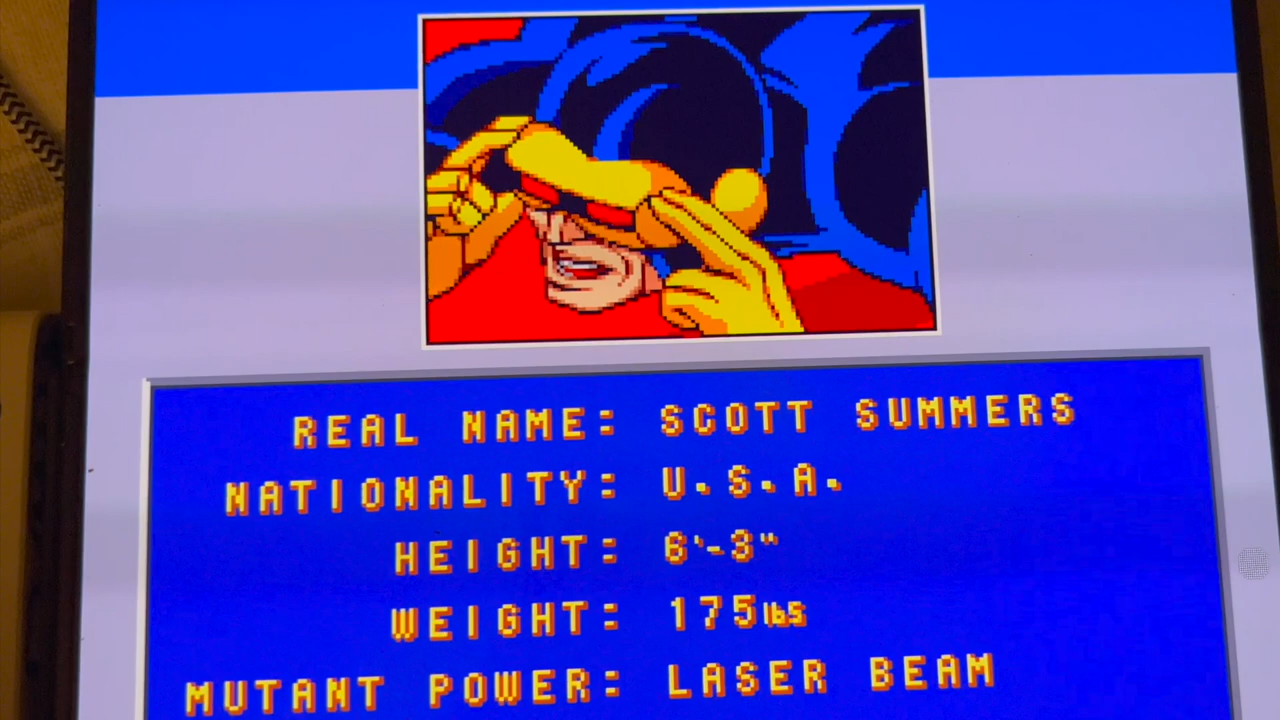 REAL NAME: SCOTT SUMMERS
NATIONALITY: U.S.A.
HEIGHT: 6'-3"
WEIGHT: 175lbs
MUTANT POWER: LASER BEAM